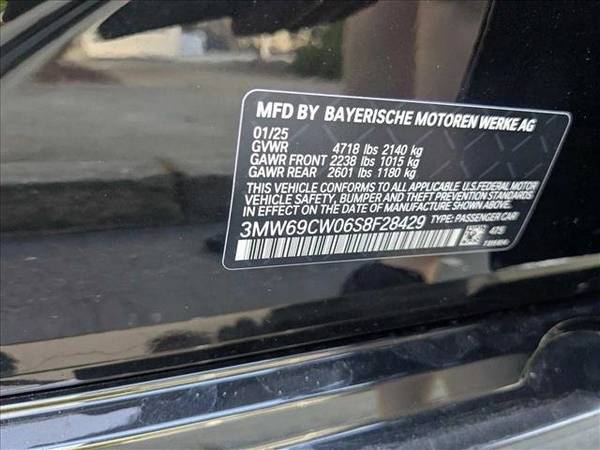 MFD BY BAYERISCHE MOTOREN WERKE AG
01/25
GVWR 4718 lbs 2140 kg
GAWR FRONT 2238 lbs 1015 kg
GAWR REAR 2601 lbs 1180 kg
THIS VEHICLE CONFORMS TO ALL APPLICABLE U.S. FEDERAL MOTOR
VEHICLE SAFETY, BUMPER AND THEFT PREVENTION STANDARDS
IN EFFECT ON THE DATE OF MANUFACTURE SHOWN ABOVE.
3MW69CW06S8F28429 TYPE: PASSENGER CAR
475